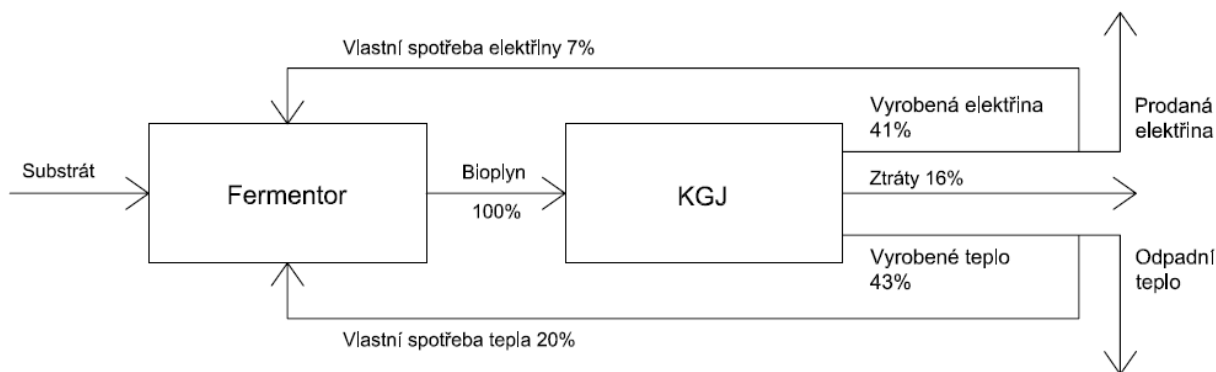 Vlastní spotřeba elektřiny 7%
Vyrobená elektřina
41%
Prodaná
elektřina
Substrát
Fermentor
Bioplyn
100%
KGJ
Ztráty 16%
Vyrobené teplo
43%
Odpadní
teplo
Vlastní spotřeba tepla 20%